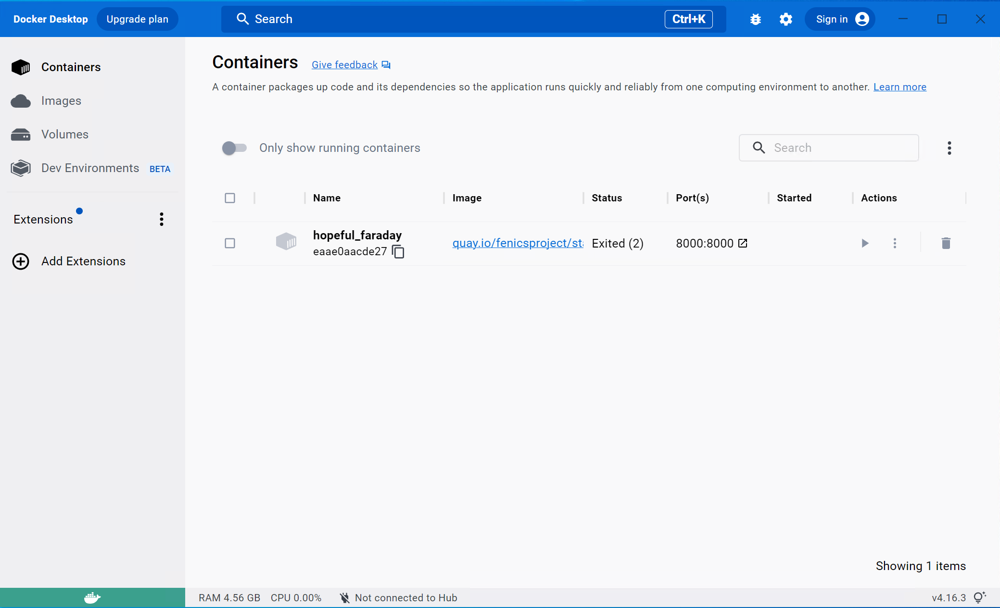 Docker Desktop Upgrade plan Search Ctrl+K Sign in
Containers
Images
Volumes
Dev Environments BETA
Extensions
Add Extensions
Containers Give feedback
A container packages up code and its dependencies so the application runs quickly and reliably from one computing environment to another. Learn more
Only show running containers Search
Name Image Status Port(s) Started Actions
hopeful_faraday
eaae0aacde27 quay.io/fenicsproject/sta Exited (2) 8000:8000
Showing 1 items
RAM 4.56 GB CPU 0.00% Not connected to Hub v4.16.3